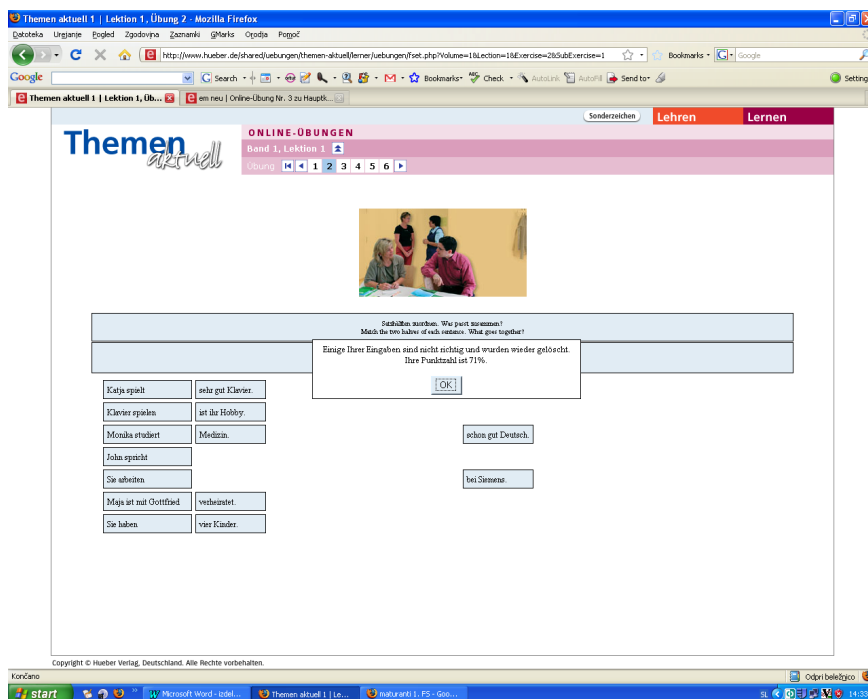 Themen aktuell 1 | Lektion 1, Übung 2 - Mozilla Firefox
Datoteka Urejanje Pogled Zgodovina Zaznamki GMarks Orodja Pomoč
http://www.hueber.de/shared/uebungen/themen-aktuell/lerner/uebungen/fset.php?Volume=1&Lection=1&Exercise=2&SubExercise=1 Bookmarks Google
Google Search Bookmarks Check AutoLink AutoFill Send to Setting
Themen aktuell 1 | Lektion 1, Üb... em neu | Online-Übung Nr. 3 zu Hauptk...
Sonderzeichen Lehren Lernen
Themen aktuell
ONLINE-ÜBUNGEN
Band 1, Lektion 1
Übung 1 2 3 4 5 6
Satzhälften zuordnen. Was passt zusammen?
Match the two halves of each sentence. What goes together?
Einige Ihrer Eingaben sind nicht richtig und wurden wieder gelöscht.
Ihre Punktzahl ist 71%.
OK
Katja spielt sehr gut Klavier.
Klavier spielen ist ihr Hobby.
Monika studiert Medizin. schon gut Deutsch.
John spricht
Sie arbeiten bei Siemens.
Maja ist mit Gottfried verheiratet.
Sie haben vier Kinder.
Copyright © Hueber Verlag, Deutschland. Alle Rechte vorbehalten.
Končano Odpri beležnico
start Microsoft Word - izdel... Themen aktuell 1 | Le... maturanti 1. F5 - Goo... SL 14:39